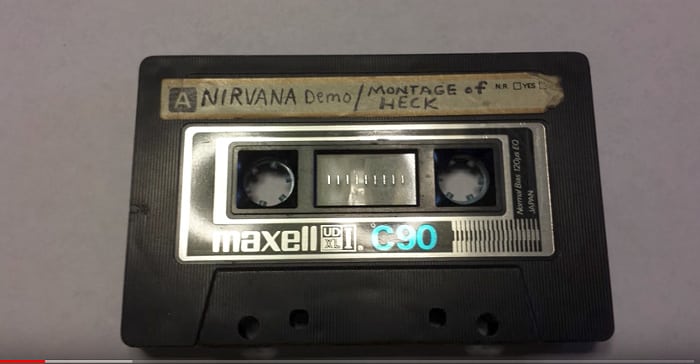 A NIRVANA Demo/MONTAGE of HECK
N.R. □ YES
maxell UD XL I C90
Normal Bias 120μs EQ
JAPAN